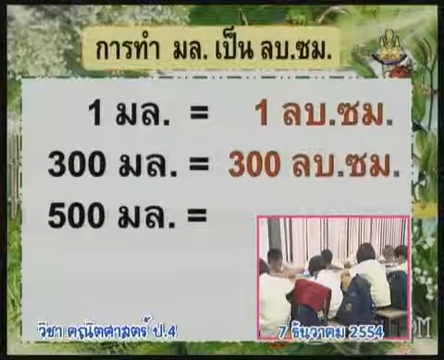 การทำ มล. เป็น ลบ.ซม.
1 มล. = 1 ลบ.ซม.
300 มล. = 300 ลบ.ซม.
500 มล. =
วิชา คณิตศาสตร์ ป.4
7 ธันวาคม 2554